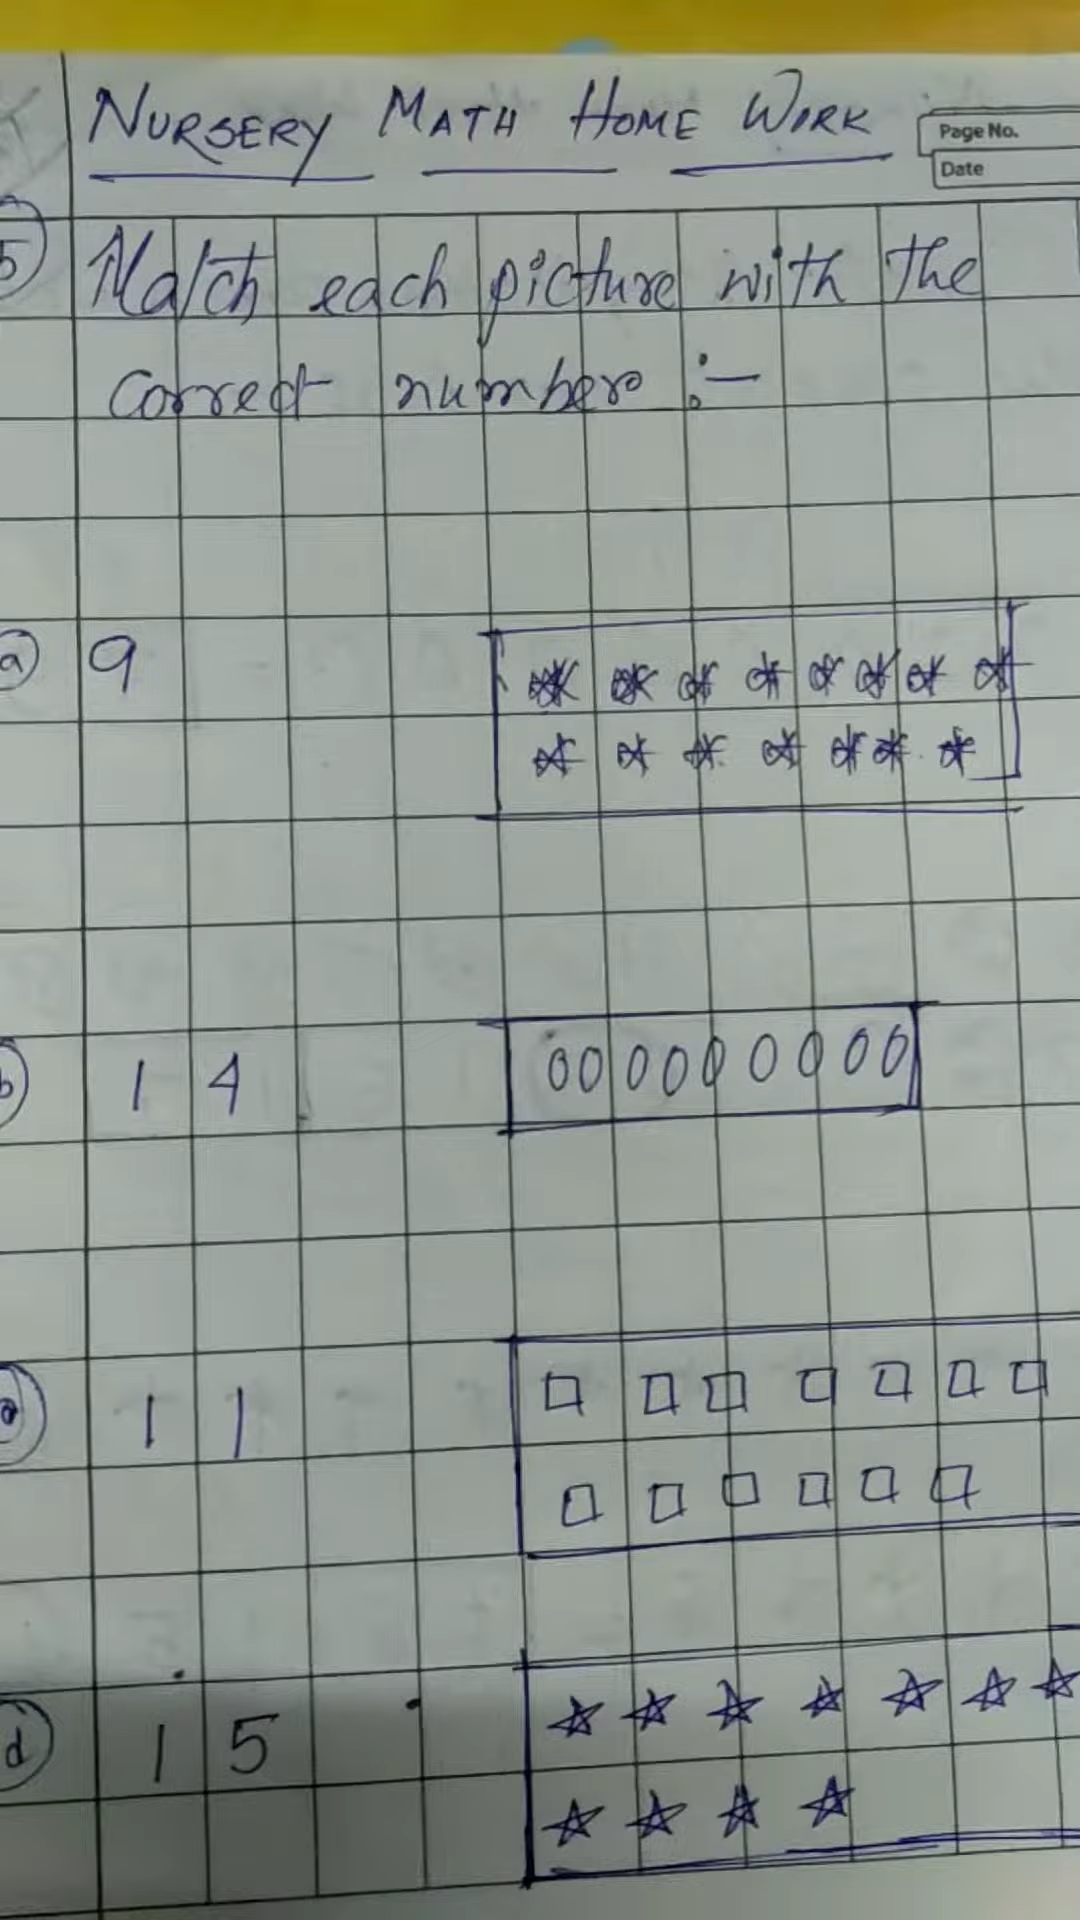 NURSERY MATH HOME WORK
Page No.
Date
5 Match each picture with the
correct number :-
a 9
b 14
11
d 15